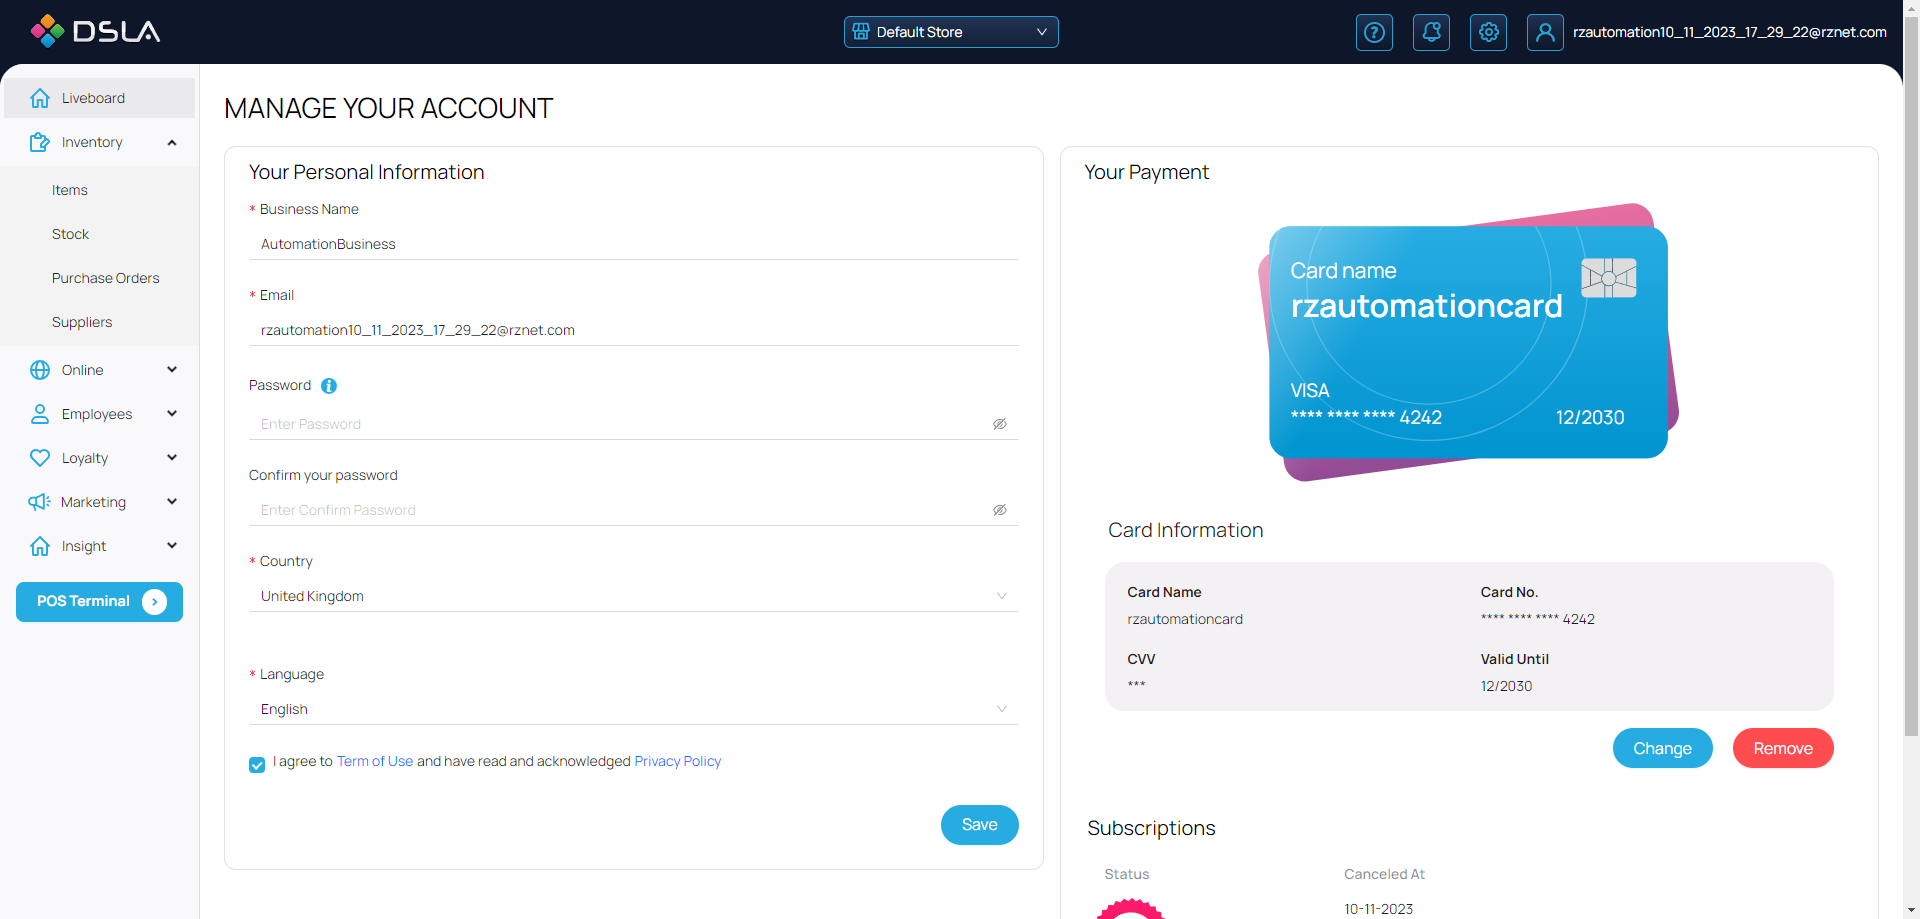 DSLA
Default Store
rzautomation10_11_2023_17_29_22@rznet.com
Liveboard
Inventory
Items
Stock
Purchase Orders
Suppliers
Online
Employees
Loyalty
Marketing
Insight
POS Terminal
MANAGE YOUR ACCOUNT
Your Personal Information
* Business Name
AutomationBusiness
* Email
rzautomation10_11_2023_17_29_22@rznet.com
Password
Enter Password
Confirm your password
Enter Confirm Password
* Country
United Kingdom
* Language
English
I agree to Term of Use and have read and acknowledged Privacy Policy
Save
Your Payment
Card name
rzautomationcard
VISA
**** **** **** 4242 12/2030
Card Information
Card Name Card No.
rzautomationcard **** **** **** 4242
CVV Valid Until
*** 12/2030
Change Remove
Subscriptions
Status Canceled At
10-11-2023